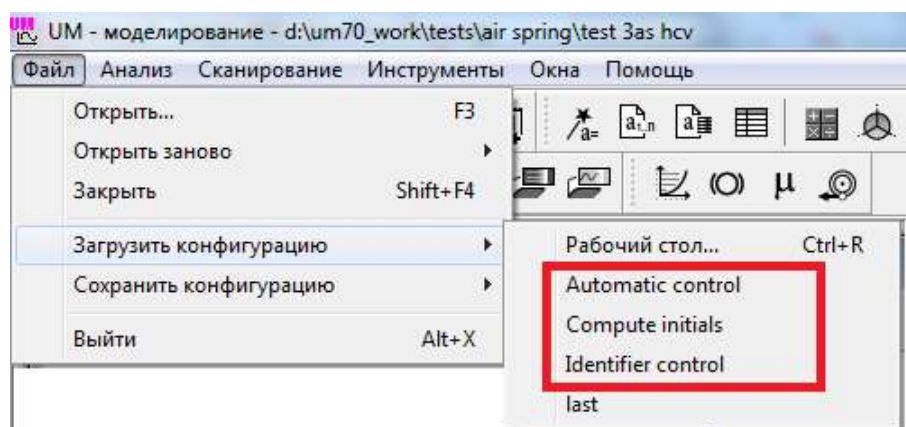 UM - моделирование - d:\um70_work\tests\air spring\test 3as hcv
Файл Анализ Сканирование Инструменты Окна Помощь
Открыть... F3
Открыть заново
Закрыть Shift+F4
Загрузить конфигурацию
Сохранить конфигурацию
Выйти Alt+X
Рабочий стол... Ctrl+R
Automatic control
Compute initials
Identifier control
last